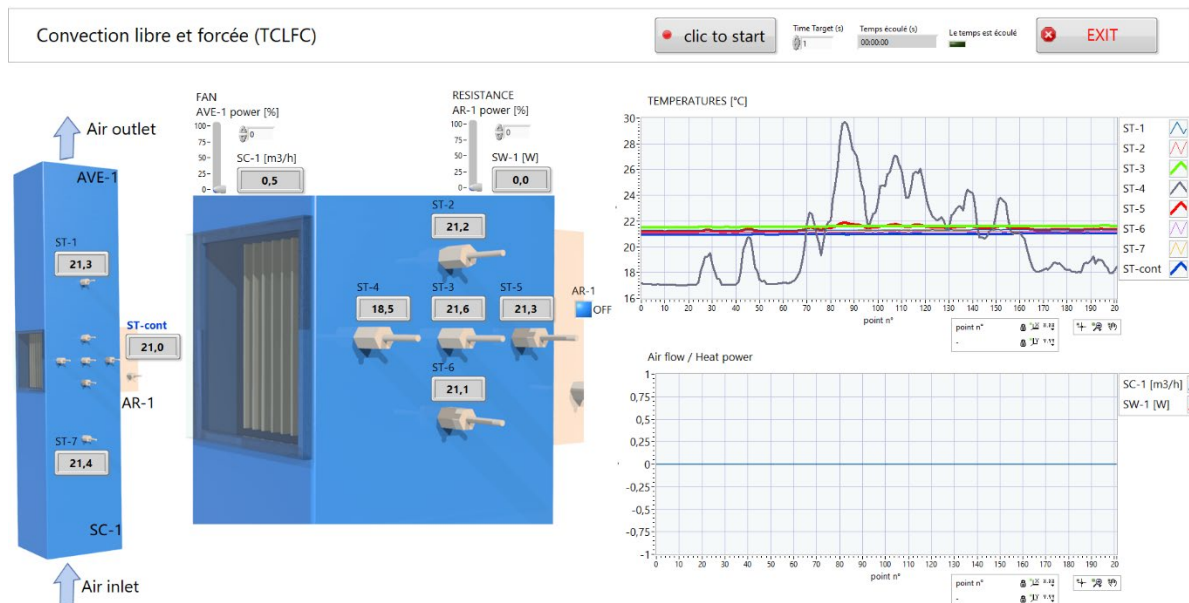 Convection libre et forcée (TCLFC)
clic to start
Time Target (s)
1
Temps écoulé (s)
00:00:00
Le temps est écoulé
EXIT
Air outlet
AVE-1
ST-1
21,3
ST-cont
21,0
AR-1
ST-7
21,4
SC-1
Air inlet
FAN
AVE-1 power [%]
100-
75-
50-
25-
0-
0
SC-1 [m3/h]
0,5
RESISTANCE
AR-1 power [%]
100-
75-
50-
25-
0-
0
SW-1 [W]
0,0
ST-2
21,2
ST-4
18,5
ST-3
21,6
ST-5
21,3
AR-1
OFF
ST-6
21,1
TEMPERATURES [°C]
30
28
26
24
22
20
18
16
0 10 20 30 40 50 60 70 80 90 100 110 120 130 140 150 160 170 180 190 20
point n°
point n°
ST-1
ST-2
ST-3
ST-4
ST-5
ST-6
ST-7
ST-cont
Air flow / Heat power
1
0,75
0,5
0,25
0
-0,25
-0,5
-0,75
-1
0 10 20 30 40 50 60 70 80 90 100 110 120 130 140 150 160 170 180 190 20
point n°
point n°
SC-1 [m3/h]
SW-1 [W]